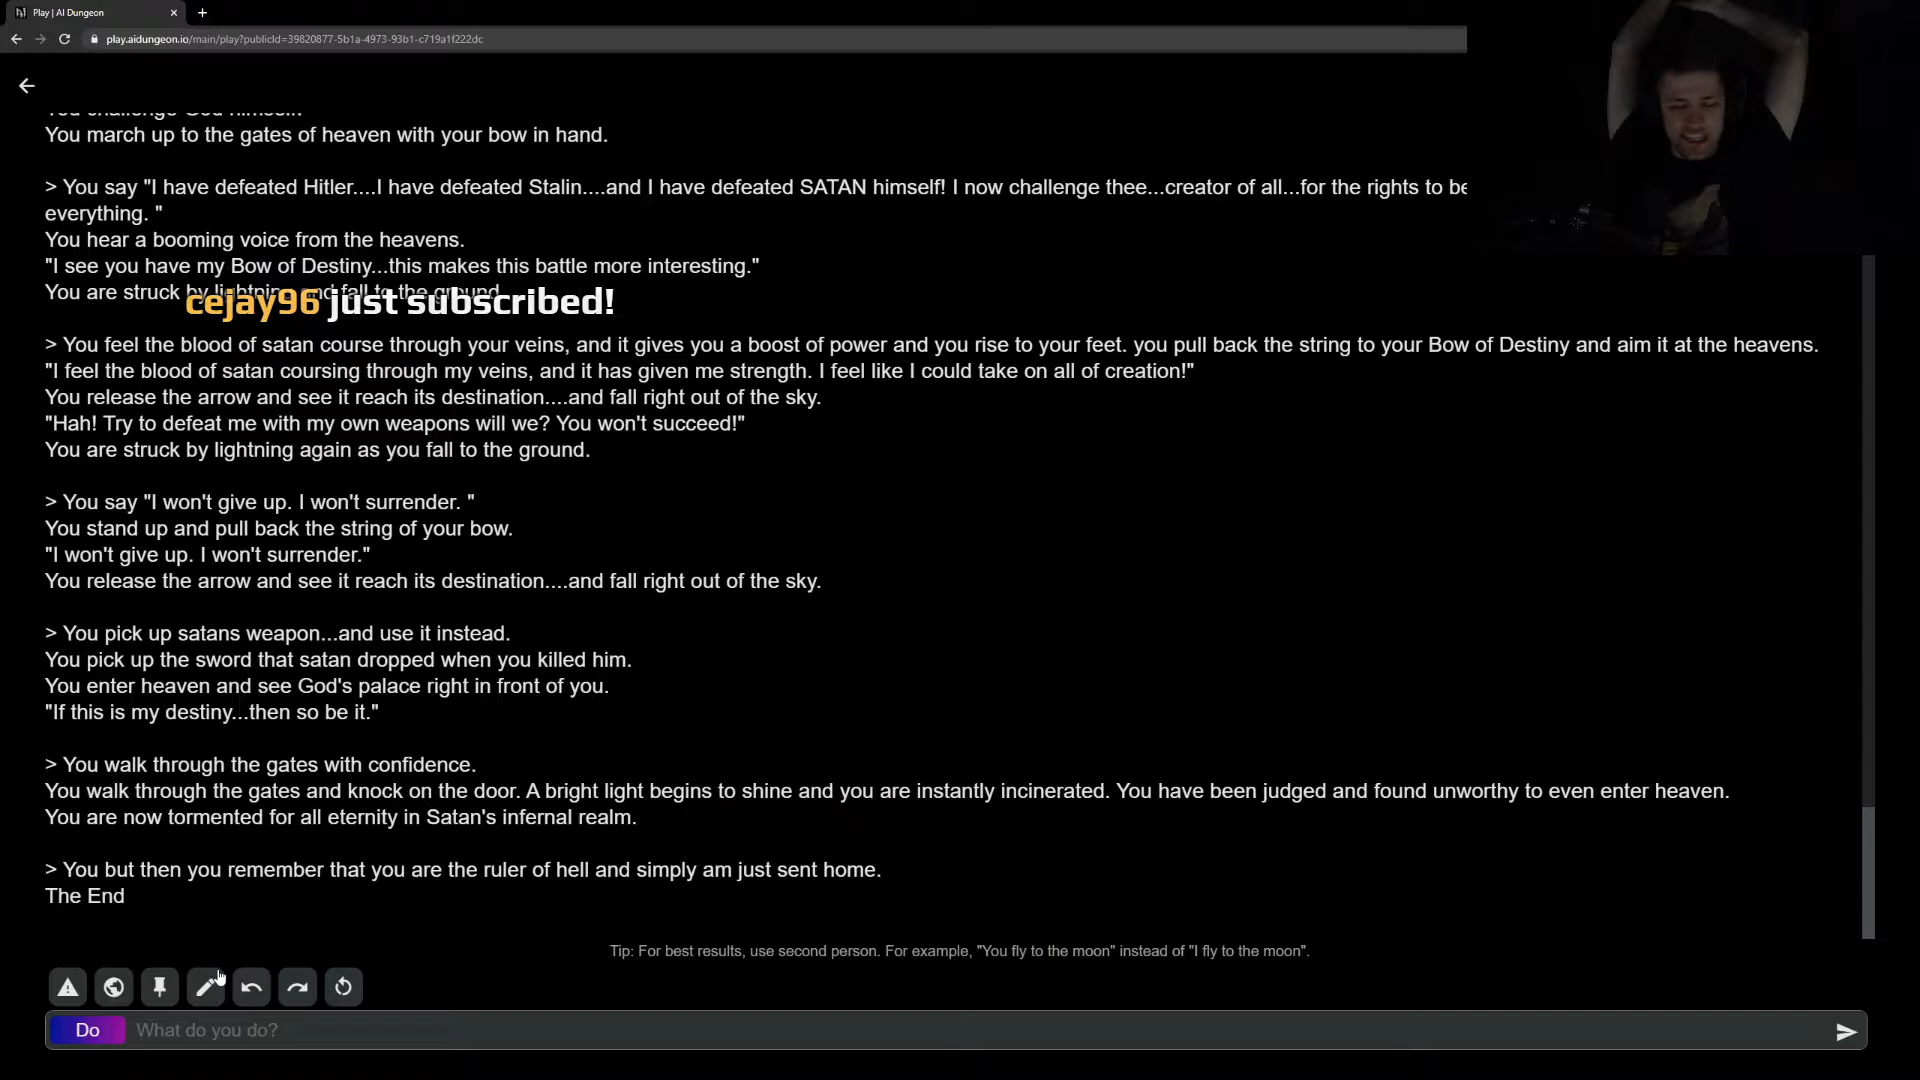 Play | AI Dungeon
play.aidungeon.io/main/play?publicId=39820877-5b1a-4973-93b1-c719a1f222dc
You challenge God himself.
You march up to the gates of heaven with your bow in hand.
> You say "I have defeated Hitler....I have defeated Stalin....and I have defeated SATAN himself! I now challenge thee...creator of all...for the rights to be
everything. "
You hear a booming voice from the heavens.
"I see you have my Bow of Destiny...this makes this battle more interesting."
You are struck by lightning and fall to the ground.
cejay96 just subscribed!
> You feel the blood of satan course through your veins, and it gives you a boost of power and you rise to your feet. you pull back the string to your Bow of Destiny and aim it at the heavens.
"I feel the blood of satan coursing through my veins, and it has given me strength. I feel like I could take on all of creation!"
You release the arrow and see it reach its destination....and fall right out of the sky.
"Hah! Try to defeat me with my own weapons will we? You won't succeed!"
You are struck by lightning again as you fall to the ground.
> You say "I won't give up. I won't surrender. "
You stand up and pull back the string of your bow.
"I won't give up. I won't surrender."
You release the arrow and see it reach its destination....and fall right out of the sky.
> You pick up satans weapon...and use it instead.
You pick up the sword that satan dropped when you killed him.
You enter heaven and see God's palace right in front of you.
"If this is my destiny...then so be it."
> You walk through the gates with confidence.
You walk through the gates and knock on the door. A bright light begins to shine and you are instantly incinerated. You have been judged and found unworthy to even enter heaven.
You are now tormented for all eternity in Satan's infernal realm.
> You but then you remember that you are the ruler of hell and simply am just sent home.
The End
Tip: For best results, use second person. For example, "You fly to the moon" instead of "I fly to the moon".
Do What do you do?